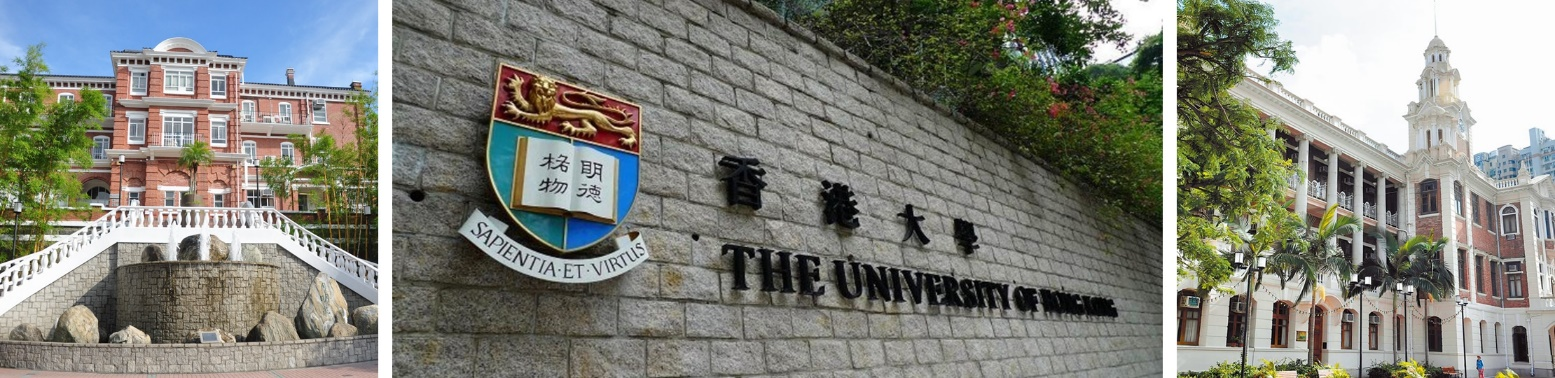 明德
格物
SAPIENTIA·ET·VIRTUS
香港大學
THE UNIVERSITY OF HONG KONG